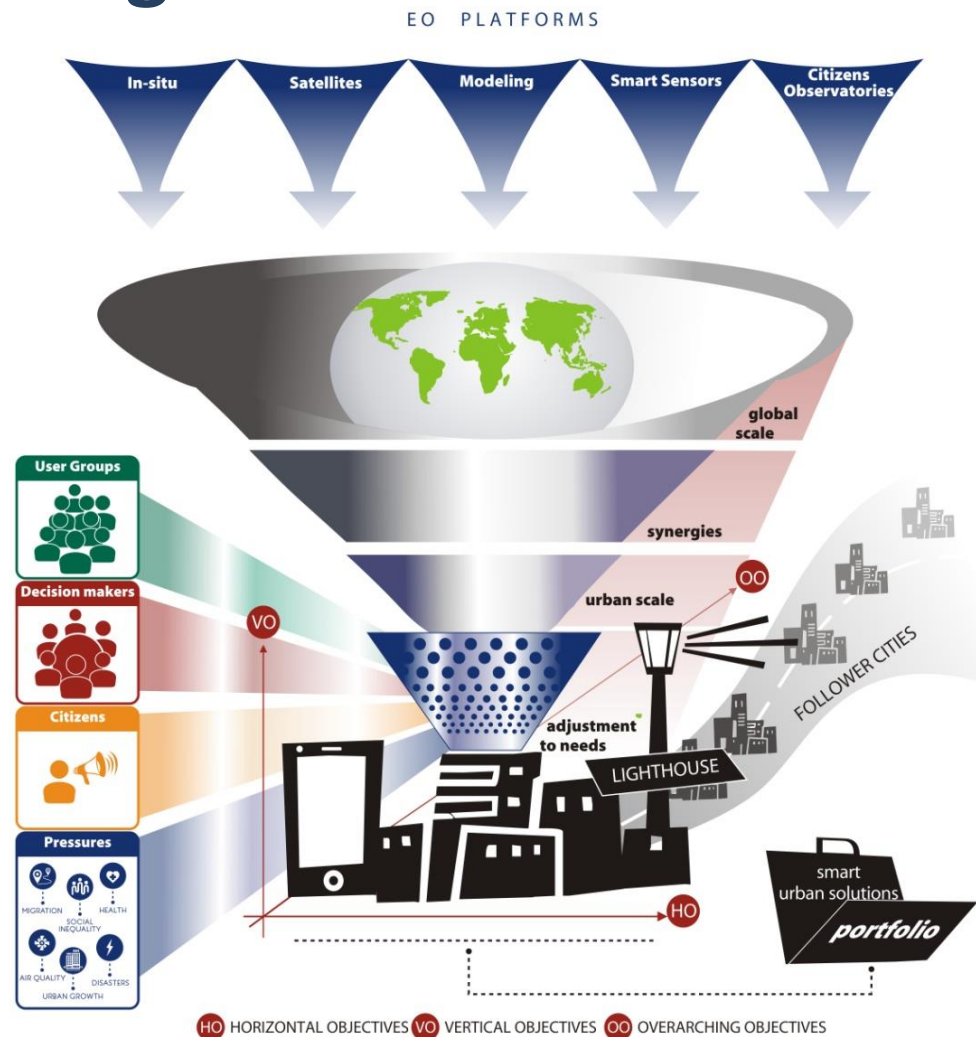 EO PLATFORMS
In-situ
Satellites
Modeling
Smart Sensors
Citizens
Observatories
global
scale
synergies
urban scale
adjustment
to needs
User Groups
Decision makers
Citizens
Pressures
MIGRATION
SOCIAL
INEQUALITY
HEALTH
AIR QUALITY
URBAN GROWTH
DISASTERS
VO
OO
HO
LIGHTHOUSE
FOLLOWER CITIES
smart
urban solutions
portfolio
HO HORIZONTAL OBJECTIVES VO VERTICAL OBJECTIVES OO OVERARCHING OBJECTIVES